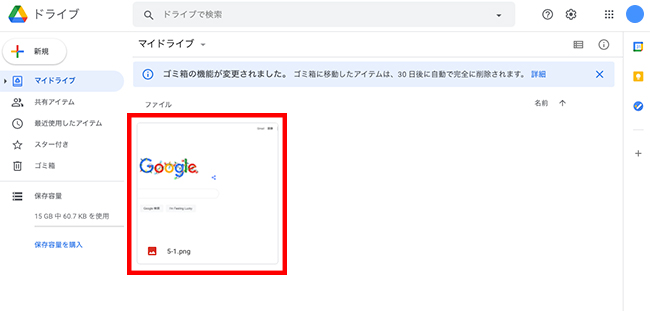 ドライブ
ドライブで検索
新規
マイドライブ
共有アイテム
最近使用したアイテム
スター付き
ゴミ箱
保存容量
15 GB 中 60.7 KB を使用
保存容量を購入
マイドライブ
ゴミ箱の機能が変更されました。 ゴミ箱に移動したアイテムは、30 日後に自動で完全に削除されます。 詳細
ファイル
名前
Google
Google 検索 I'm Feeling Lucky
5-1.png